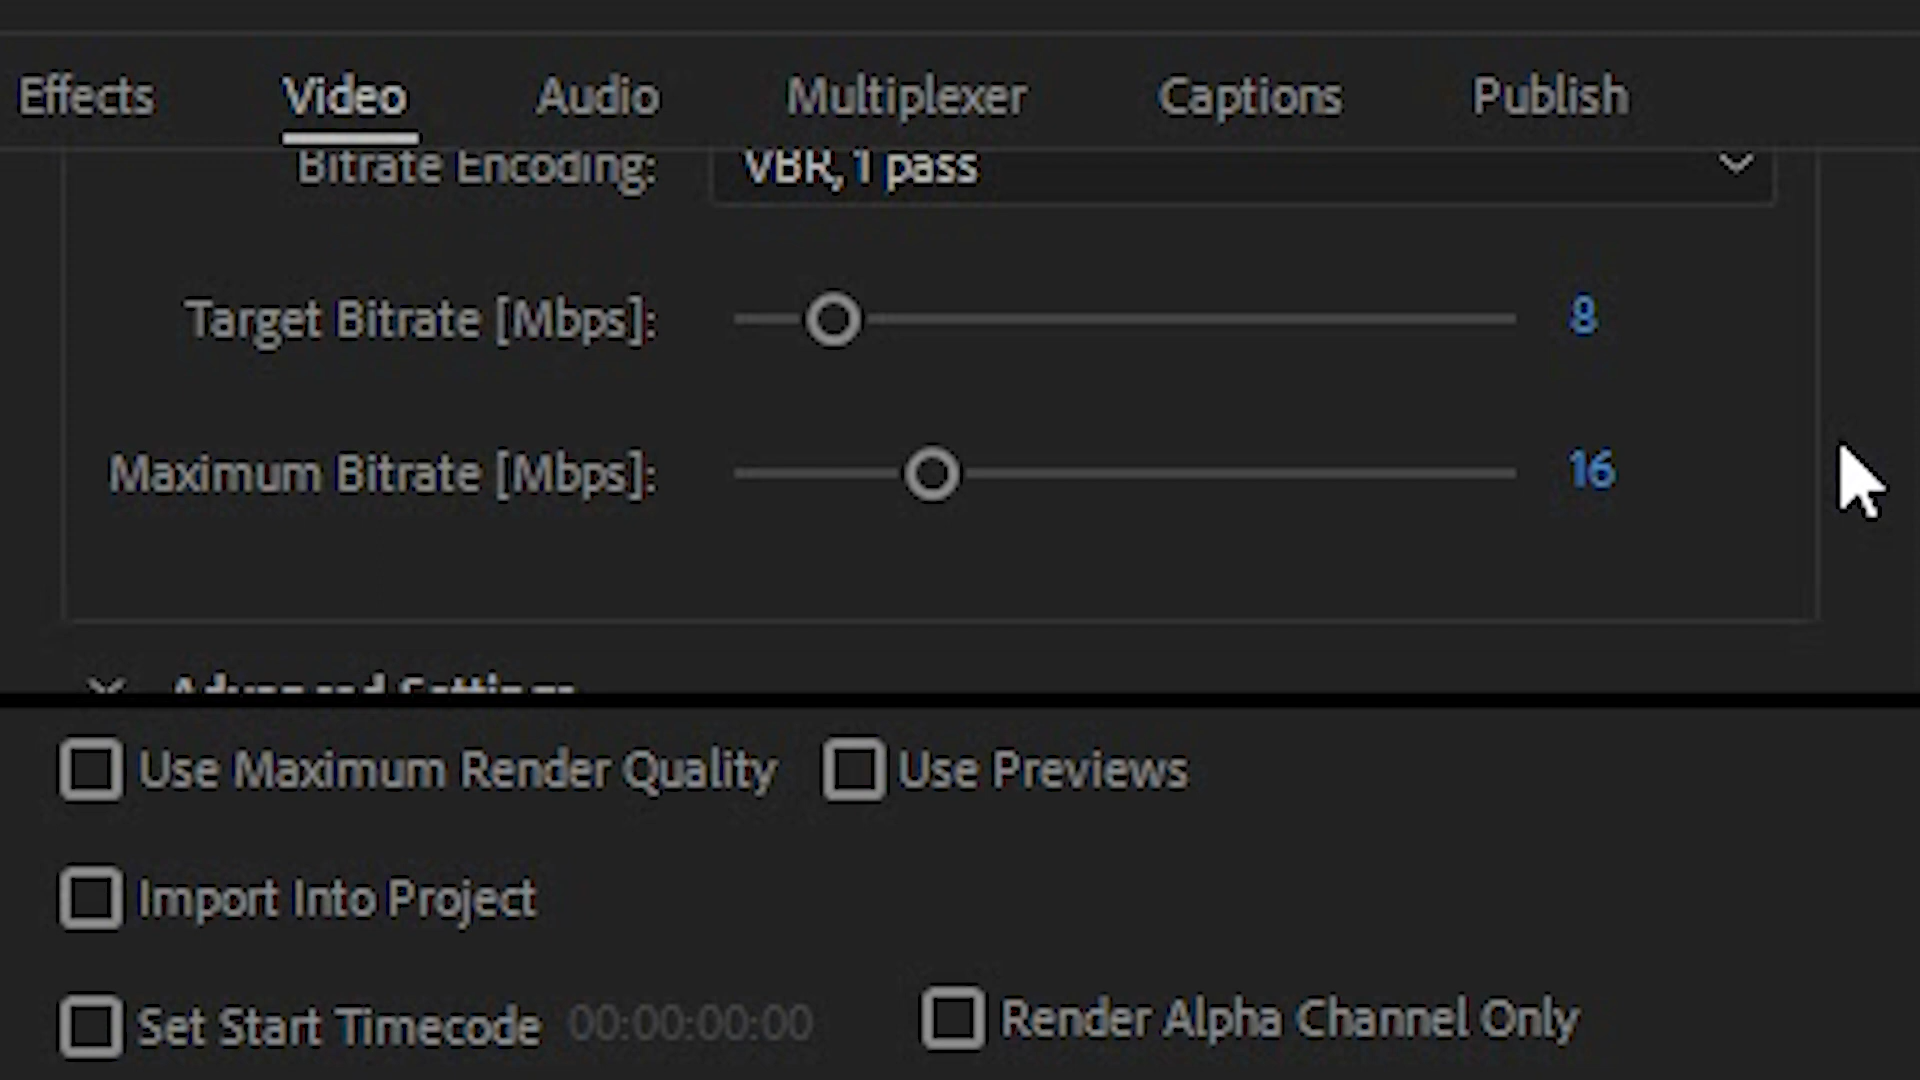 Effects Video Audio Multiplexer Captions Publish
Bitrate Encoding: VBR, 1 pass
Target Bitrate [Mbps]: 8
Maximum Bitrate [Mbps]: 16
Advanced Settings
Use Maximum Render Quality Use Previews
Import Into Project
Set Start Timecode 00:00:00:00 Render Alpha Channel Only